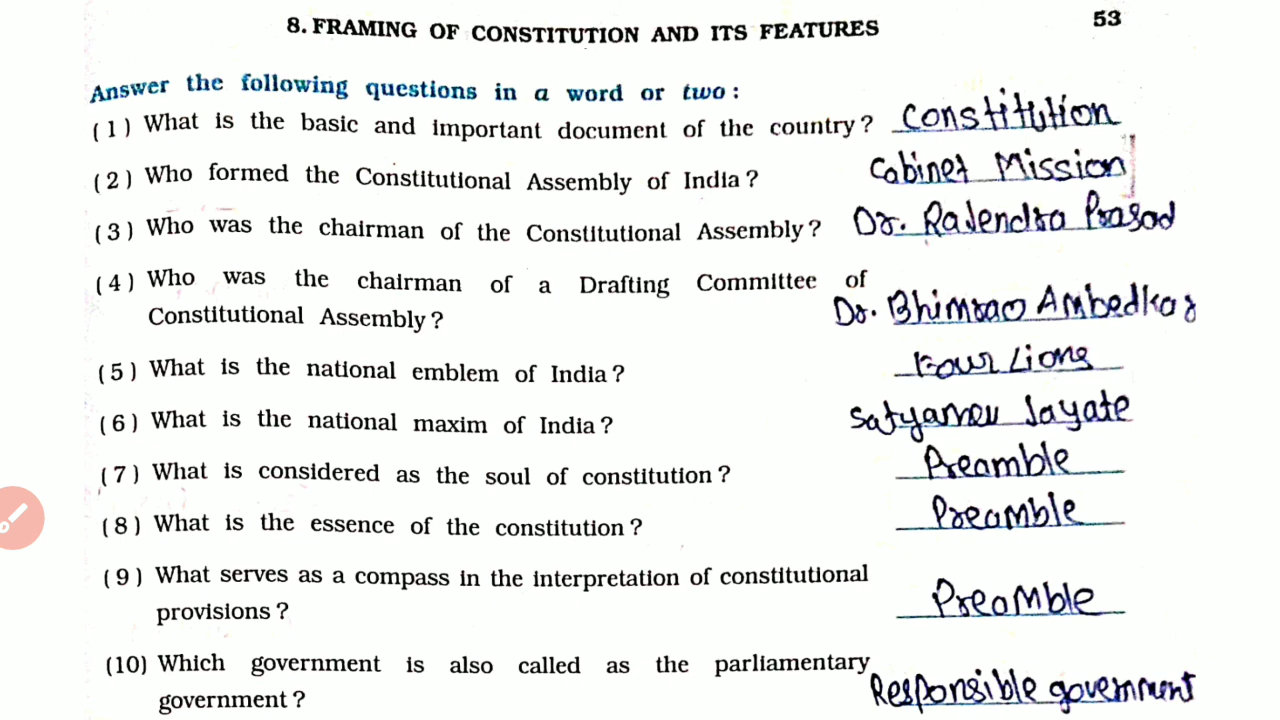 8. FRAMING OF CONSTITUTION AND ITS FEATURES 53
Answer the following questions in a word or two :
(1) What is the basic and important document of the country? Constitution
(2) Who formed the Constitutional Assembly of India? Cabinet Mission
(3) Who was the chairman of the Constitutional Assembly? Dr. Rajendra Prasad
(4) Who was the chairman of a Drafting Committee of
Constitutional Assembly? Dr. Bhimrao Ambedkar
(5) What is the national emblem of India? Four Lions
(6) What is the national maxim of India? Satyamev Jayate
(7) What is considered as the soul of constitution? Preamble
(8) What is the essence of the constitution? Preamble
(9) What serves as a compass in the interpretation of constitutional
provisions? Preamble
(10) Which government is also called as the parliamentary
government? Responsible government